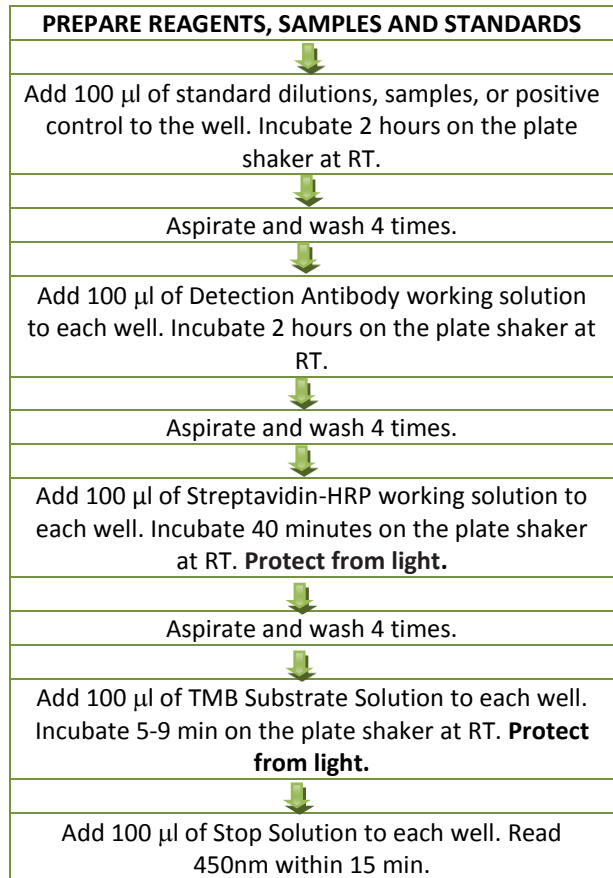 PREPARE REAGENTS, SAMPLES AND STANDARDS
Add 100 μl of standard dilutions, samples, or positive
control to the well. Incubate 2 hours on the plate
shaker at RT.
Aspirate and wash 4 times.
Add 100 μl of Detection Antibody working solution
to each well. Incubate 2 hours on the plate shaker at
RT.
Aspirate and wash 4 times.
Add 100 μl of Streptavidin-HRP working solution to
each well. Incubate 40 minutes on the plate shaker
at RT. Protect from light.
Aspirate and wash 4 times.
Add 100 μl of TMB Substrate Solution to each well.
Incubate 5-9 min on the plate shaker at RT. Protect
from light.
Add 100 μl of Stop Solution to each well. Read
450nm within 15 min.